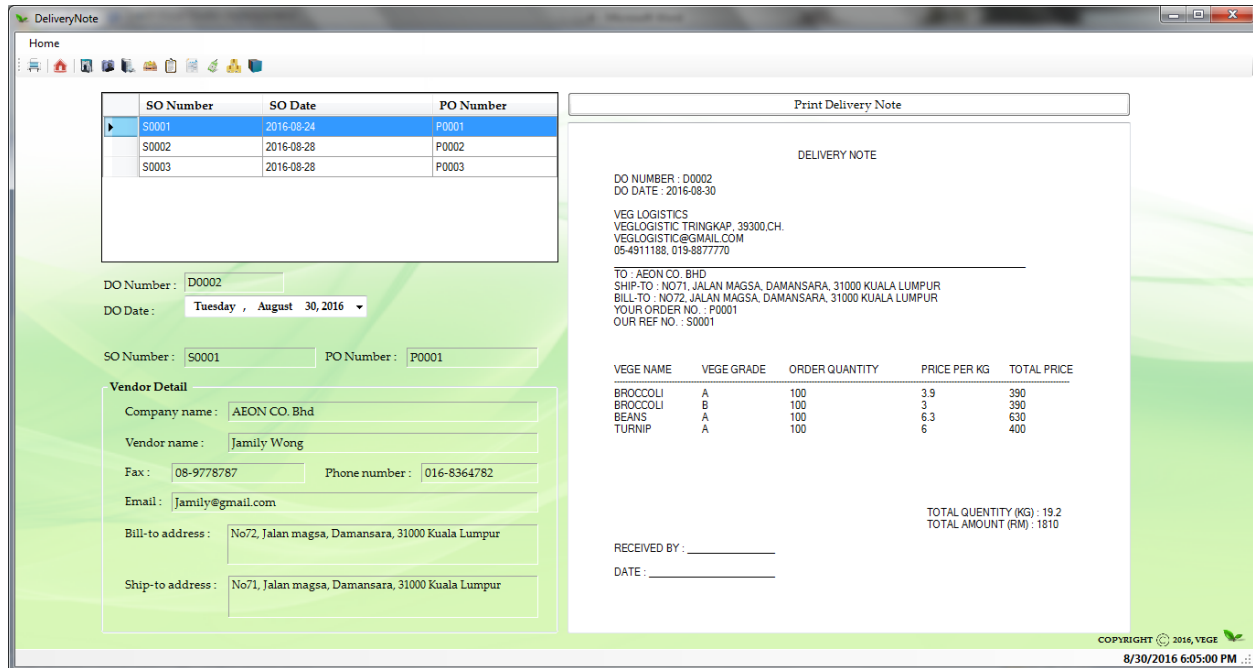 DeliveryNote
Home
SO Number SO Date PO Number
S0001 2016-08-24 P0001
S0002 2016-08-28 P0002
S0003 2016-08-28 P0003
DO Number : D0002
DO Date : Tuesday , August 30, 2016
SO Number : S0001 PO Number : P0001
Vendor Detail
Company name : AEON CO. Bhd
Vendor name : Jamily Wong
Fax : 08-9778787 Phone number : 016-8364782
Email : Jamily@gmail.com
Bill-to address : No72, Jalan magsa, Damansara, 31000 Kuala Lumpur
Ship-to address : No71, Jalan magsa, Damansara, 31000 Kuala Lumpur
Print Delivery Note
DELIVERY NOTE
DO NUMBER : D0002
DO DATE : 2016-08-30
VEG LOGISTICS
VEGLOGISTIC TRINGKAP, 39300,CH.
VEGLOGISTIC@GMAIL.COM
05-4911188, 019-8877770
TO : AEON CO. BHD
SHIP-TO : NO71, JALAN MAGSA, DAMANSARA, 31000 KUALA LUMPUR
BILL-TO : NO72, JALAN MAGSA, DAMANSARA, 31000 KUALA LUMPUR
YOUR ORDER NO. : P0001
OUR REF NO. : S0001
VEGE NAME VEGE GRADE ORDER QUANTITY PRICE PER KG TOTAL PRICE
BROCCOLI A 100 3.9 390
BROCCOLI B 100 3 390
BEANS A 100 6.3 630
TURNIP A 100 6 400
TOTAL QUENTITY (KG) : 19.2
TOTAL AMOUNT (RM) : 1810
RECEIVED BY :
DATE :
COPYRIGHT © 2016, VEGE
8/30/2016 6:05:00 PM